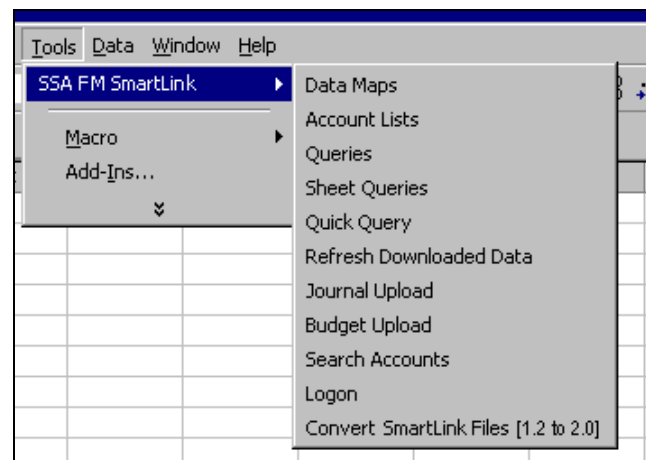 Tools Data Window Help
SSA FM SmartLink
Macro
Add-Ins...
Data Maps
Account Lists
Queries
Sheet Queries
Quick Query
Refresh Downloaded Data
Journal Upload
Budget Upload
Search Accounts
Logon
Convert SmartLink Files [1.2 to 2.0]